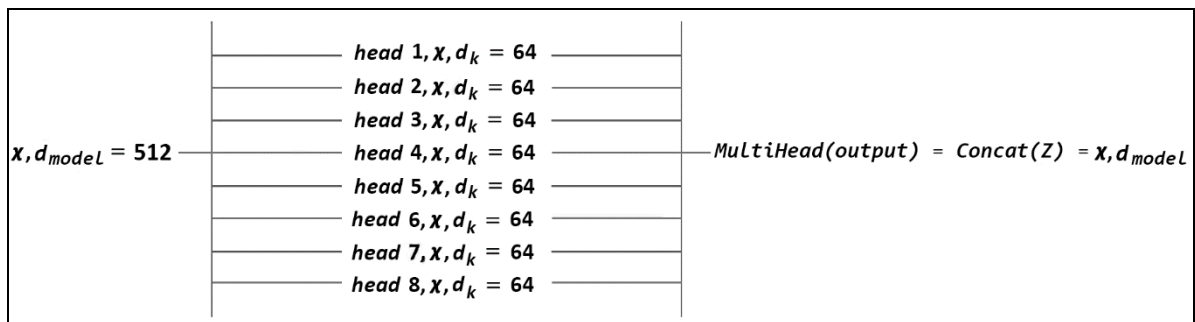 head 1, x, d_k = 64
head 2, x, d_k = 64
head 3, x, d_k = 64
x, d_model = 512
head 4, x, d_k = 64
MultiHead(output) = Concat(Z) = x, d_model
head 5, x, d_k = 64
head 6, x, d_k = 64
head 7, x, d_k = 64
head 8, x, d_k = 64